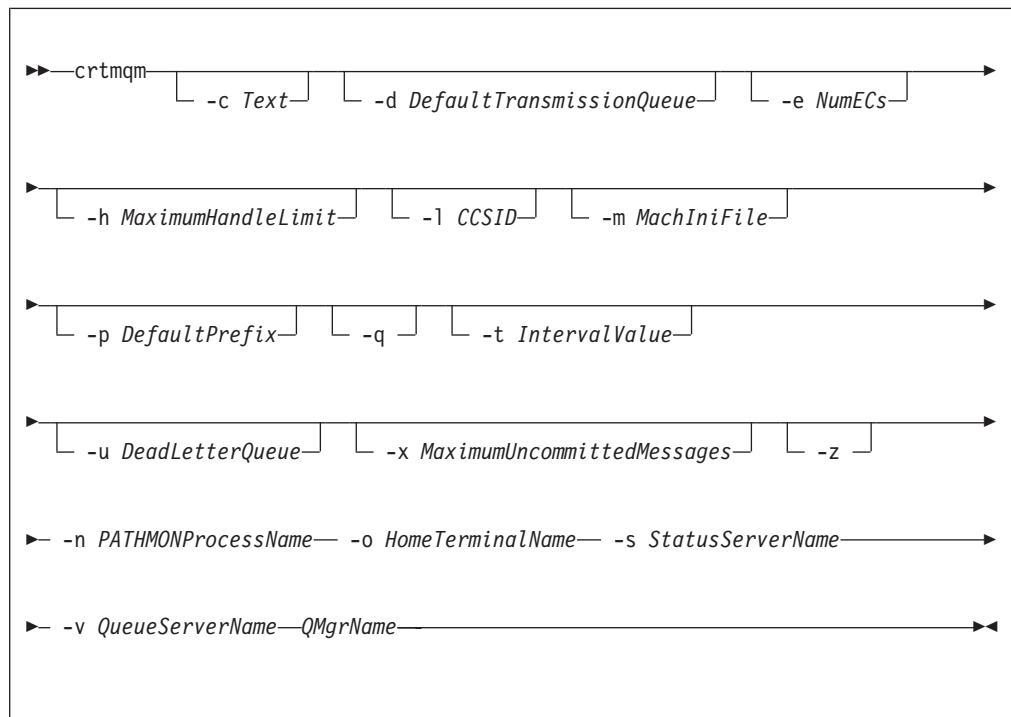 crtmqm
-c Text -d DefaultTransmissionQueue -e NumECs
-h MaximumHandleLimit -l CCSID -m MachIniFile
-p DefaultPrefix -q -t IntervalValue
-u DeadLetterQueue -x MaximumUncommittedMessages -z
-n PATHMONProcessName -o HomeTerminalName -s StatusServerName
-v QueueServerName QMgrName